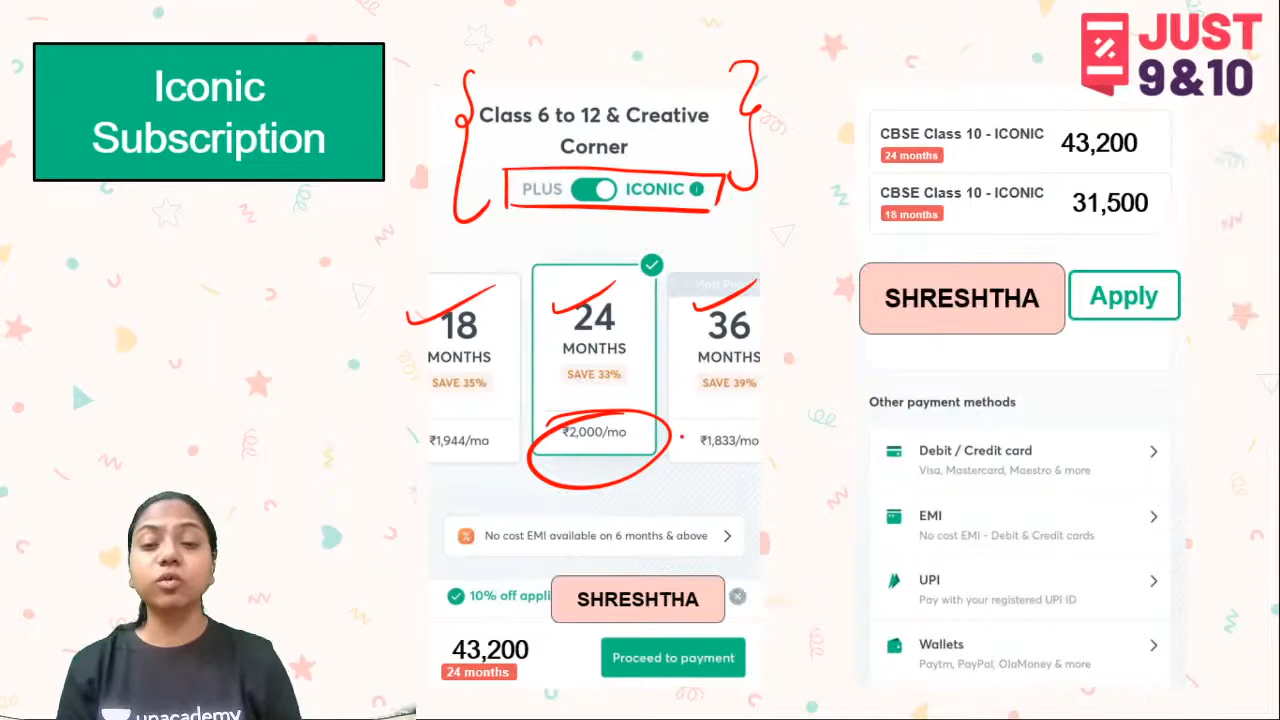 Iconic
Subscription
Class 6 to 12 & Creative
Corner
PLUS ICONIC
18
MONTHS
SAVE 35%
₹1,944/mo
24
MONTHS
SAVE 33%
₹2,000/mo
36
MONTHS
SAVE 39%
₹1,833/mo
No cost EMI available on 6 months & above
10% off appli
SHRESHTHA
43,200
24 months
Proceed to payment
JUST
9&10
CBSE Class 10 - ICONIC
24 months
43,200
CBSE Class 10 - ICONIC
18 months
31,500
SHRESHTHA
Apply
Other payment methods
Debit / Credit card
Visa, Mastercard, Maestro & more
EMI
No cost EMI - Debit & Credit cards
UPI
Pay with your registered UPI ID
Wallets
Paytm, PayPal, OlaMoney & more
unacademy